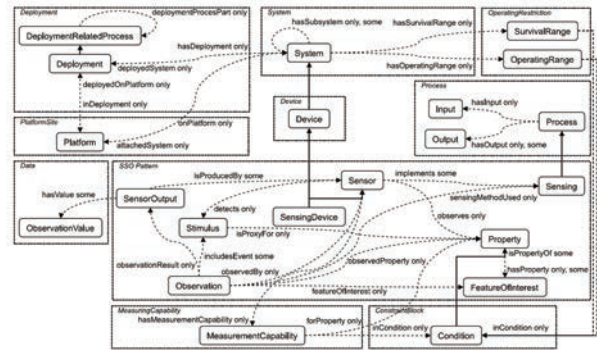 Deployment
deploymentProcesPart only
DeploymentRelatedProcess
Deployment
hasDeployment only
deployedSystem only
deployedOnPlatform only
inDeployment only
System
hasSubsystem only, some
System
hasSurvivalRange only
hasOperatingRange only
OperatingRestriction
SurvivalRange
OperatingRange
PlatformSite
Platform
onPlatform only
attachedSystem only
Device
Device
Process
Input
hasInput only
Process
Output
hasOutput only, some
Data
hasValue some
ObservationValue
SSO Pattern
isProducedBy some
Sensor
implements some
Sensing
SensorOutput
detects only
sensingMethodUsed only
Stimulus
SensingDevice
observes only
isProxyFor only
Property
includesEvent some
isPropertyOf some
observationResult only
observedBy only
observedProperty only
hasProperty only, some
Observation
featureOfInterest only
FeatureOfInterest
MeasuringCapability
hasMeasurementCapability only
forProperty only
MeasurementCapability
ConstraintBlock
inCondition only
Condition
inCondition only